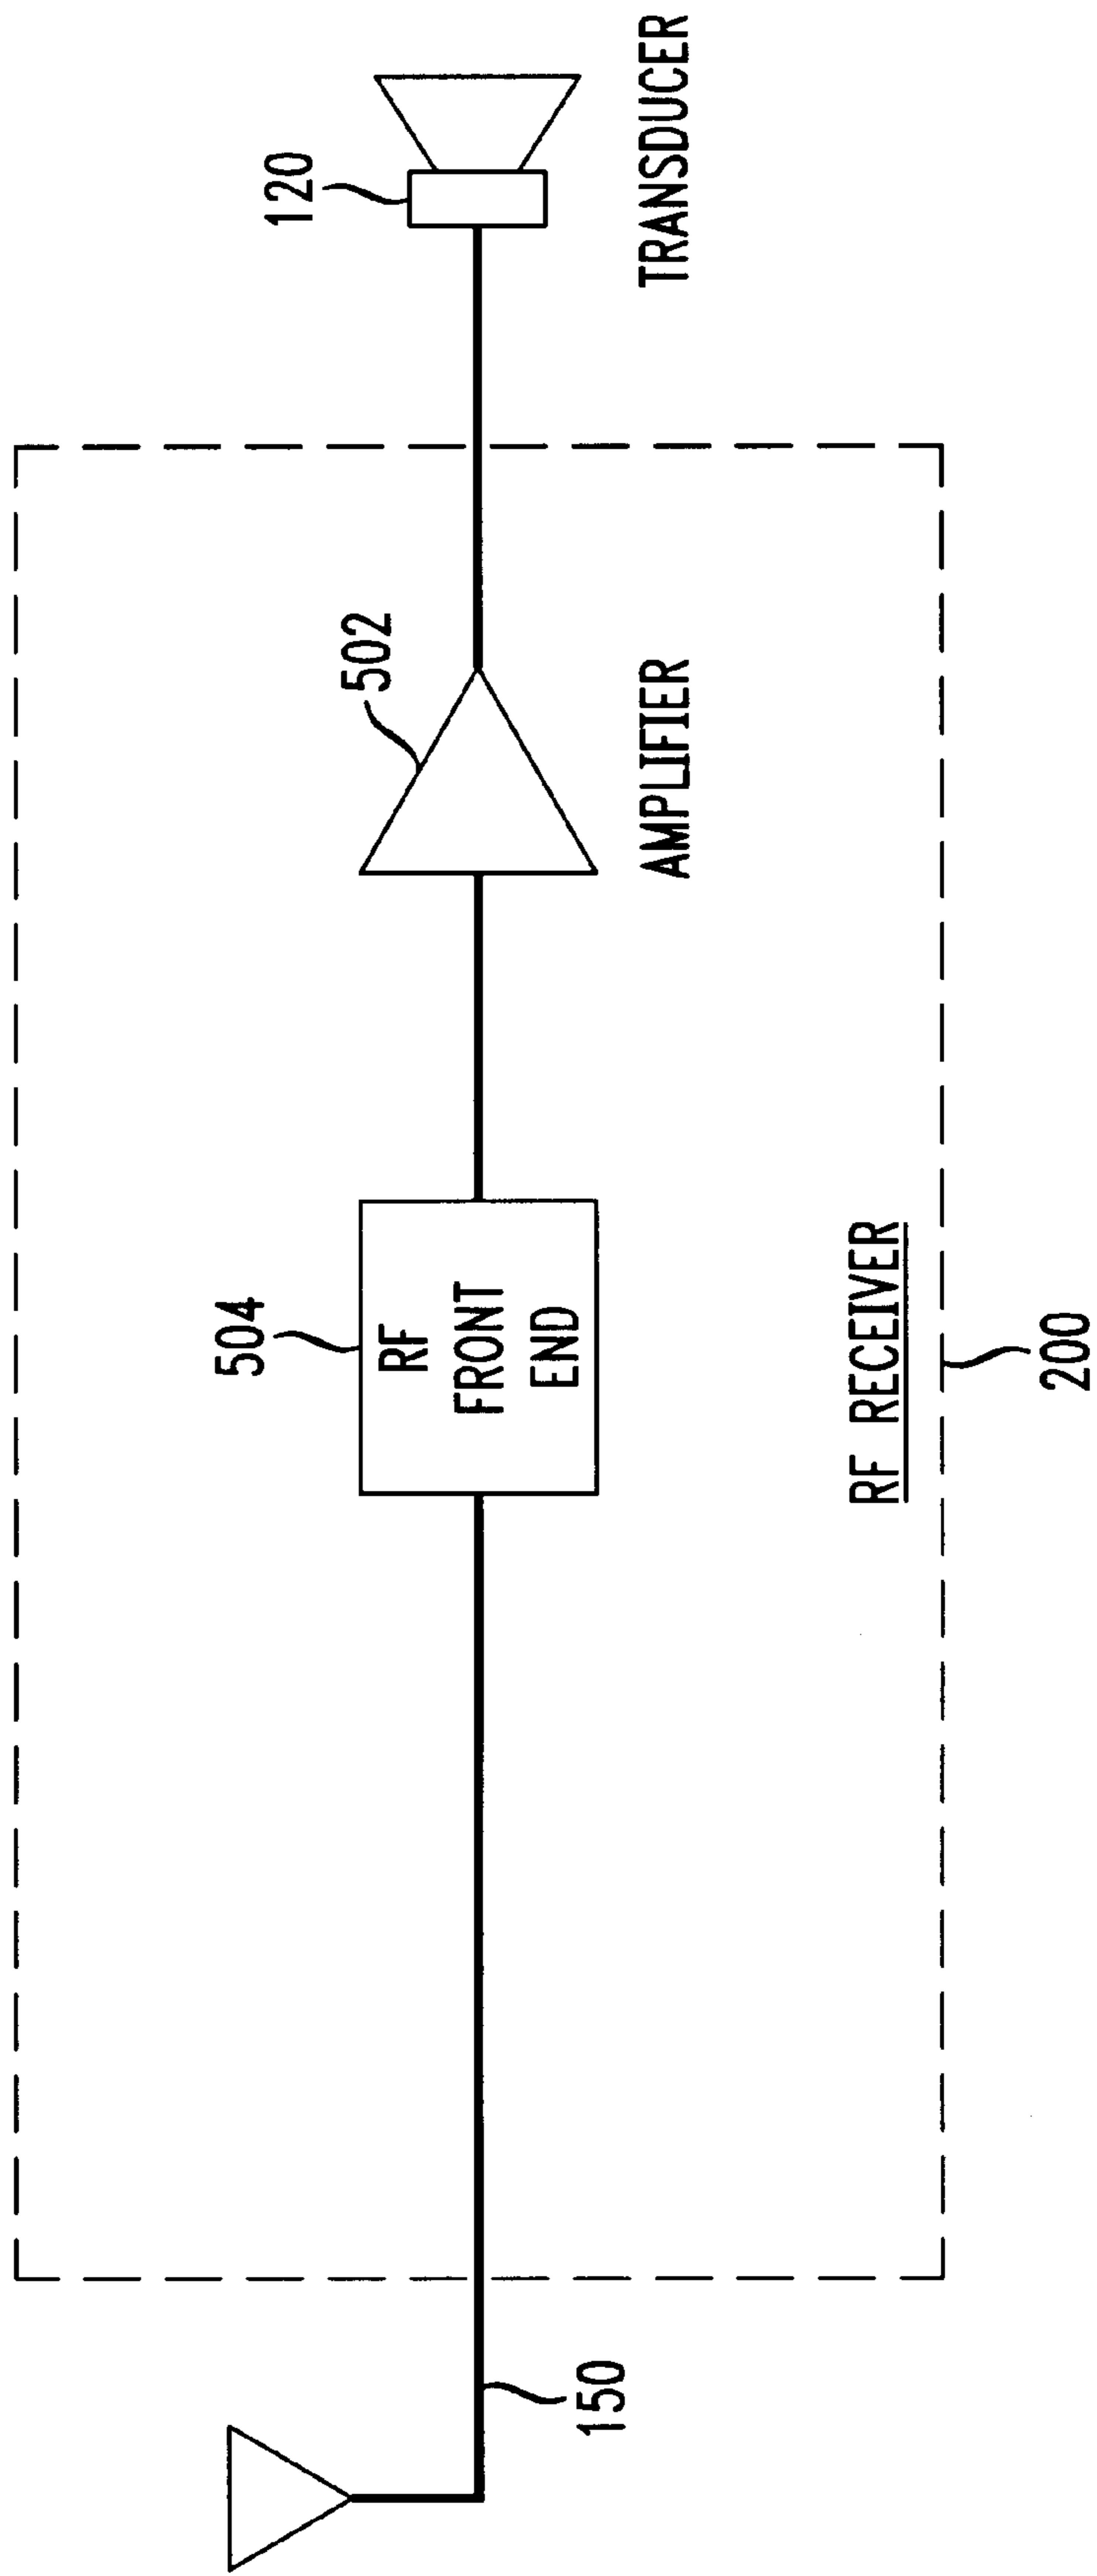 504
RF
FRONT
END
502
AMPLIFIER
120
TRANSDUCER
150
RF RECEIVER
200